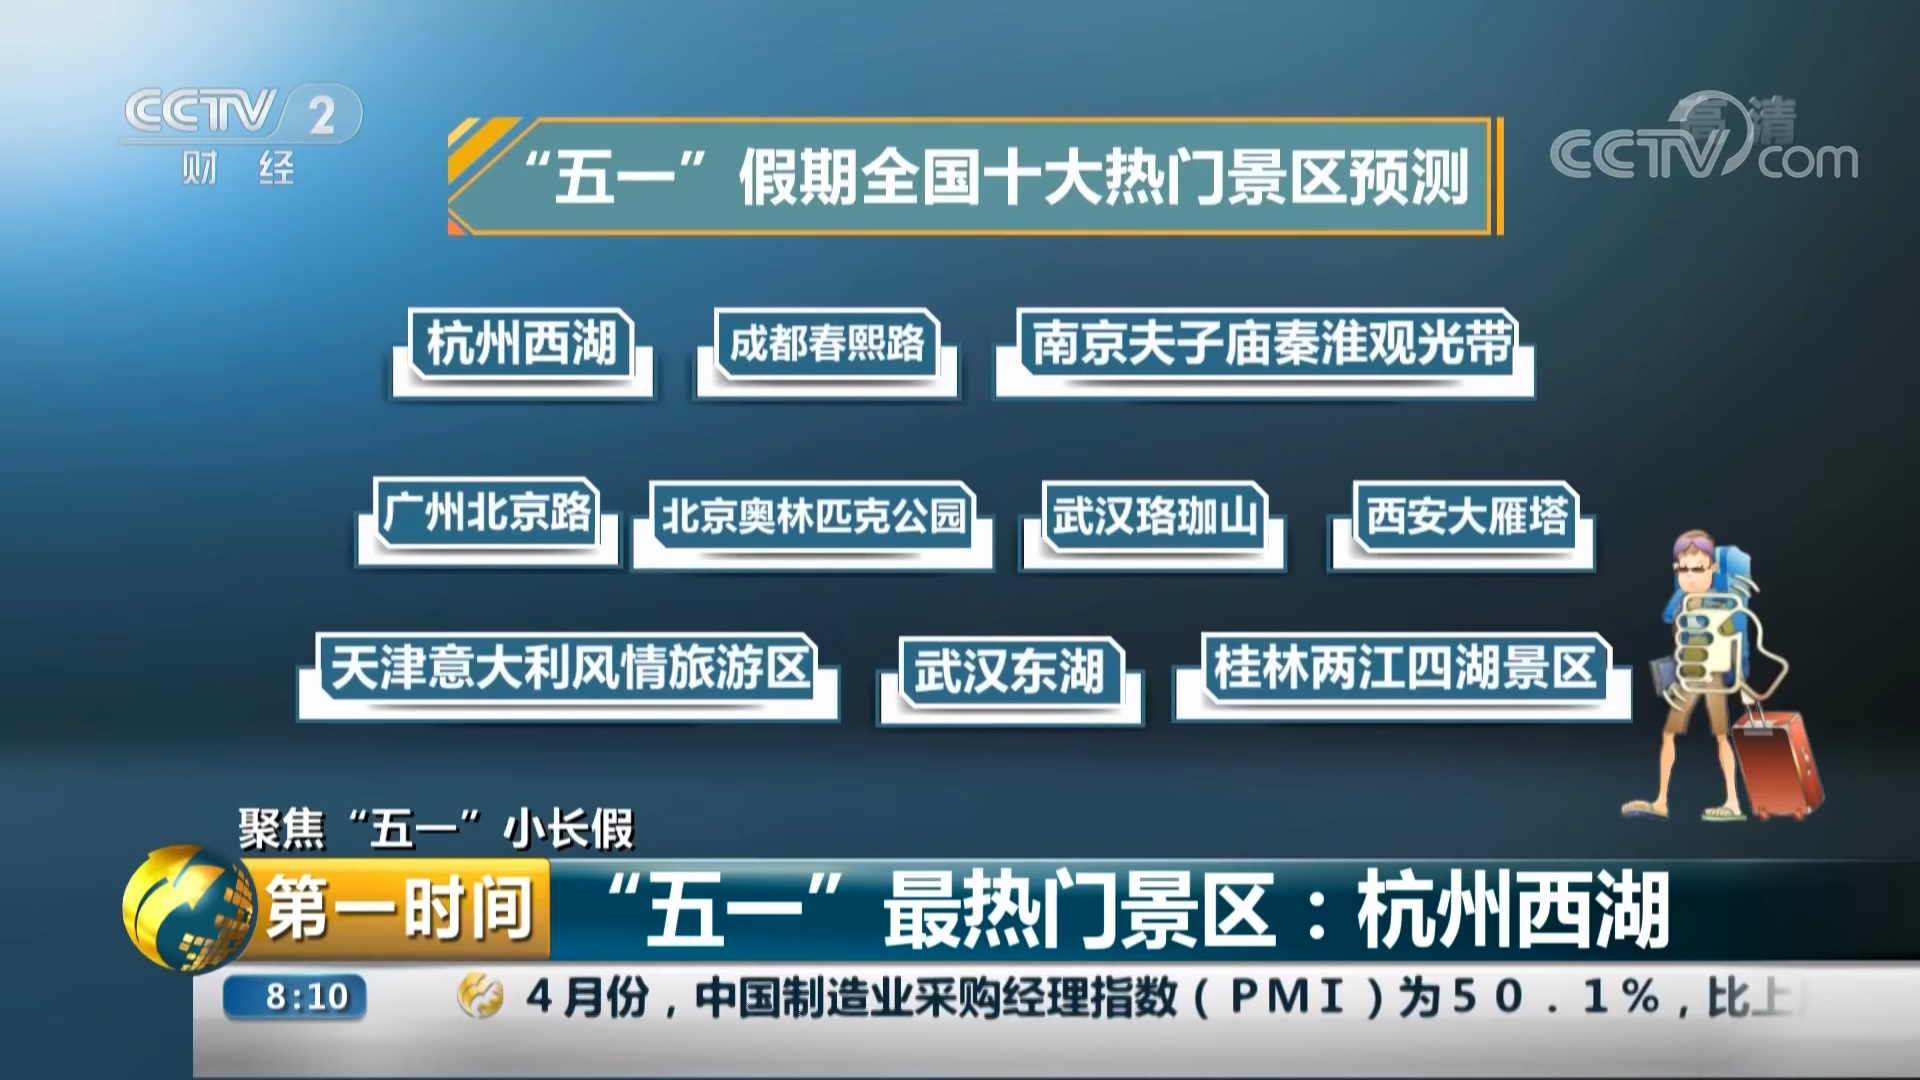 CCTV 2
财 经
高清
CCTV com
“五一”假期全国十大热门景区预测
杭州西湖 成都春熙路 南京夫子庙秦淮观光带
广州北京路 北京奥林匹克公园 武汉珞珈山 西安大雁塔
天津意大利风情旅游区 武汉东湖 桂林两江四湖景区
聚焦“五一”小长假
第一时间 “五一”最热门景区：杭州西湖
8:10 4月份，中国制造业采购经理指数（PMI）为50.1%，比上